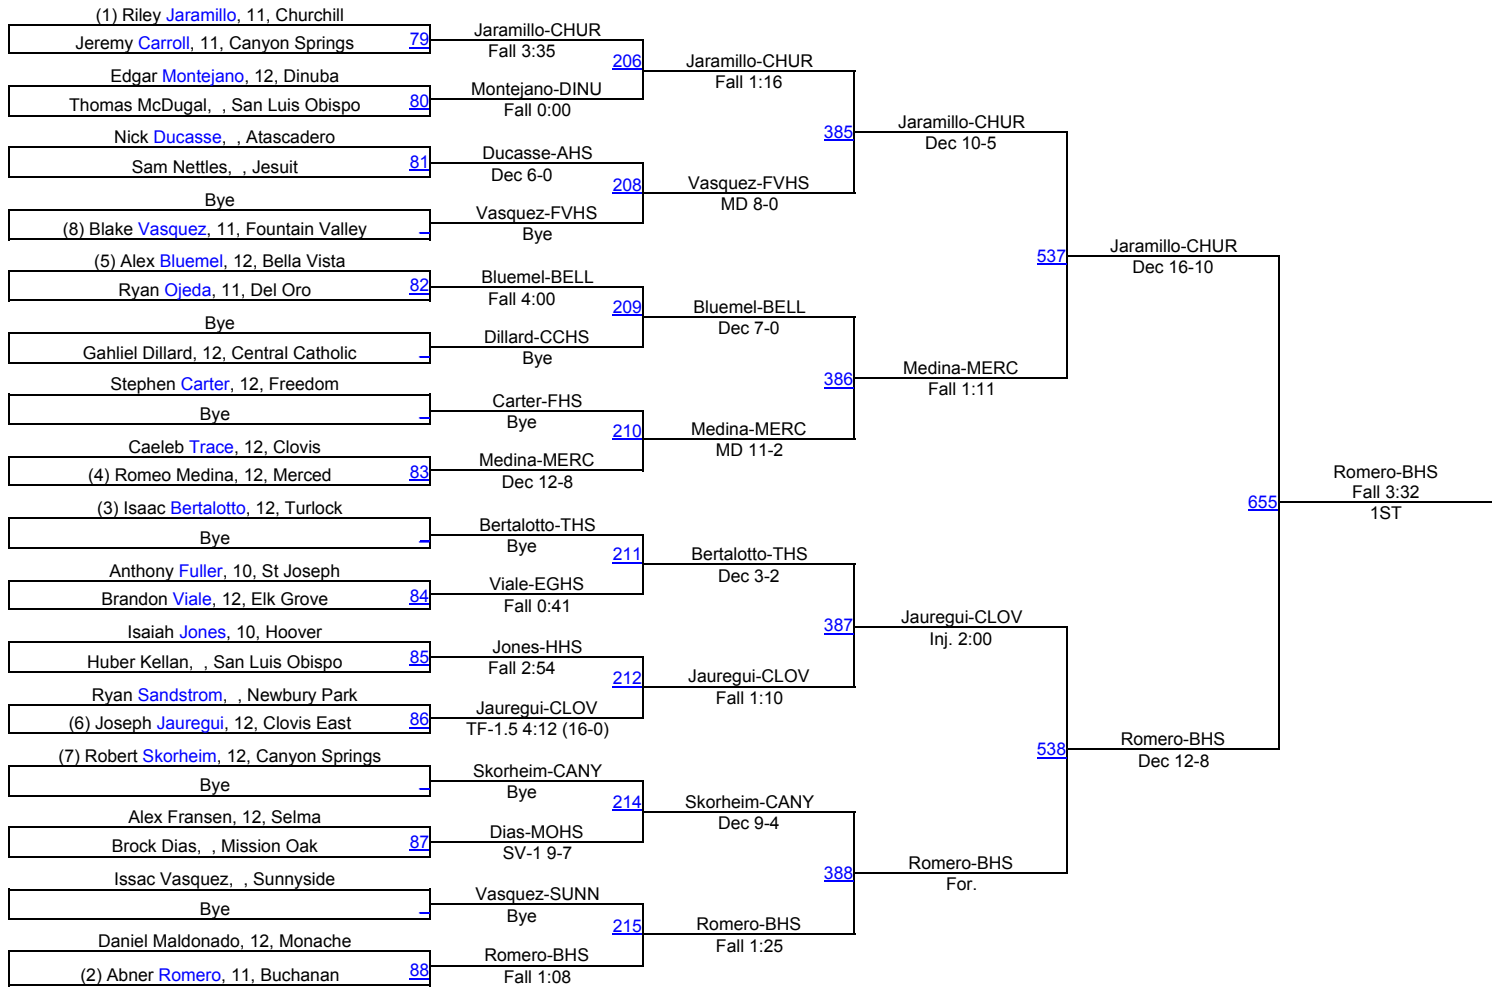 (1) Riley Jaramillo, 11, Churchill
Jeremy Carroll, 11, Canyon Springs 79
Edgar Montejano, 12, Dinuba
Thomas McDugal, , San Luis Obispo 80
Nick Ducasse, , Atascadero
Sam Nettles, , Jesuit 81
Bye
(8) Blake Vasquez, 11, Fountain Valley
(5) Alex Bluemel, 12, Bella Vista
Ryan Ojeda, 11, Del Oro 82
Bye
Gahliel Dillard, 12, Central Catholic
Stephen Carter, 12, Freedom
Bye
Caeleb Trace, 12, Clovis
(4) Romeo Medina, 12, Merced 83
(3) Isaac Bertalotto, 12, Turlock
Bye
Anthony Fuller, 10, St Joseph
Brandon Viale, 12, Elk Grove 84
Isaiah Jones, 10, Hoover
Huber Kellan, , San Luis Obispo 85
Ryan Sandstrom, , Newbury Park
(6) Joseph Jauregui, 12, Clovis East 86
(7) Robert Skorheim, 12, Canyon Springs
Bye
Alex Fransen, 12, Selma
Brock Dias, , Mission Oak 87
Issac Vasquez, , Sunnyside
Bye
Daniel Maldonado, 12, Monache
(2) Abner Romero, 11, Buchanan 88
Jaramillo-CHUR
Fall 3:35
206
Montejano-DINU
Fall 0:00
Ducasse-AHS
Dec 6-0
208
Vasquez-FVHS
Bye
Bluemel-BELL
Fall 4:00
209
Dillard-CCHS
Bye
Carter-FHS
Bye
210
Medina-MERC
Dec 12-8
Bertalotto-THS
Bye
211
Viale-EGHS
Fall 0:41
Jones-HHS
Fall 2:54
212
Jauregui-CLOV
TF-1.5 4:12 (16-0)
Skorheim-CANY
Bye
214
Dias-MOHS
SV-1 9-7
Vasquez-SUNN
Bye
215
Romero-BHS
Fall 1:08
Jaramillo-CHUR
Fall 1:16
385
Vasquez-FVHS
MD 8-0
Bluemel-BELL
Dec 7-0
386
Medina-MERC
MD 11-2
Bertalotto-THS
Dec 3-2
387
Jauregui-CLOV
Fall 1:10
Skorheim-CANY
Dec 9-4
388
Romero-BHS
Fall 1:25
Jaramillo-CHUR
Dec 10-5
537
Medina-MERC
Fall 1:11
Jauregui-CLOV
Inj. 2:00
538
Romero-BHS
For.
Jaramillo-CHUR
Dec 16-10
655
Romero-BHS
Dec 12-8
Romero-BHS
Fall 3:32
1ST